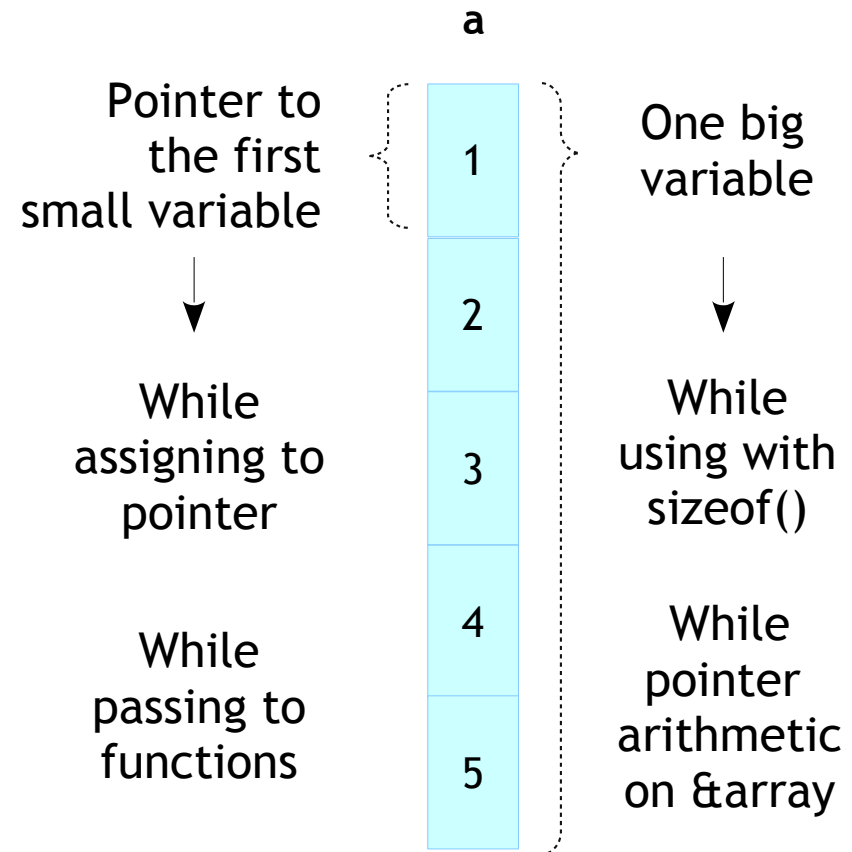 a
Pointer to
the first
small variable
While
assigning to
pointer
While
passing to
functions
1
2
3
4
5
One big
variable
While
using with
sizeof()
While
pointer
arithmetic
on &array